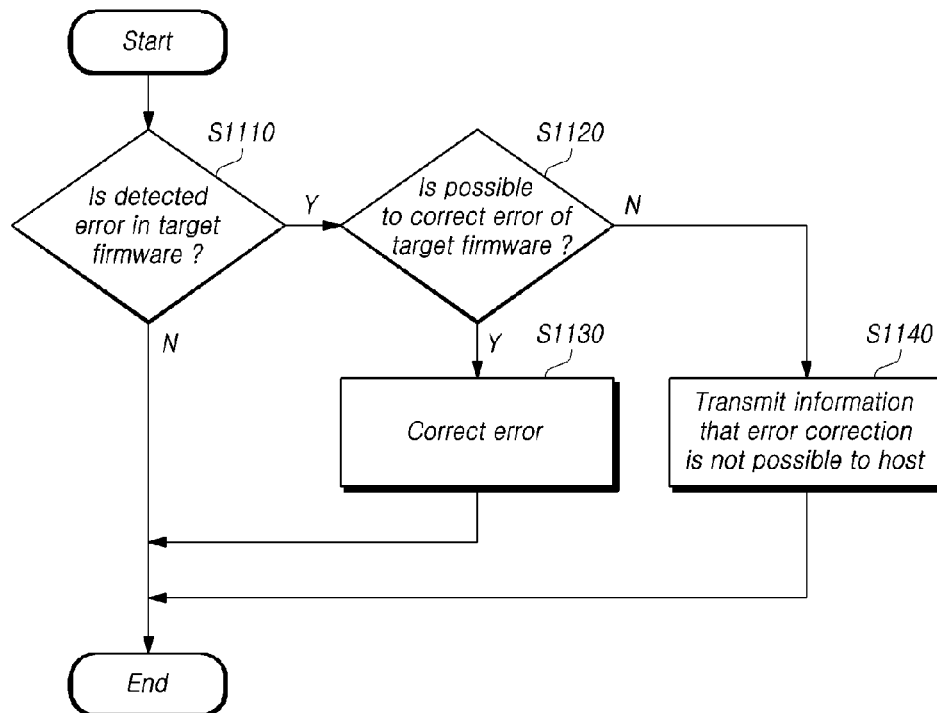 Start
S1110
Is detected
error in target
firmware ?
Y
N
S1120
Is possible
to correct error of
target firmware ?
N
Y
S1130
Correct error
S1140
Transmit information
that error correction
is not possible to host
End